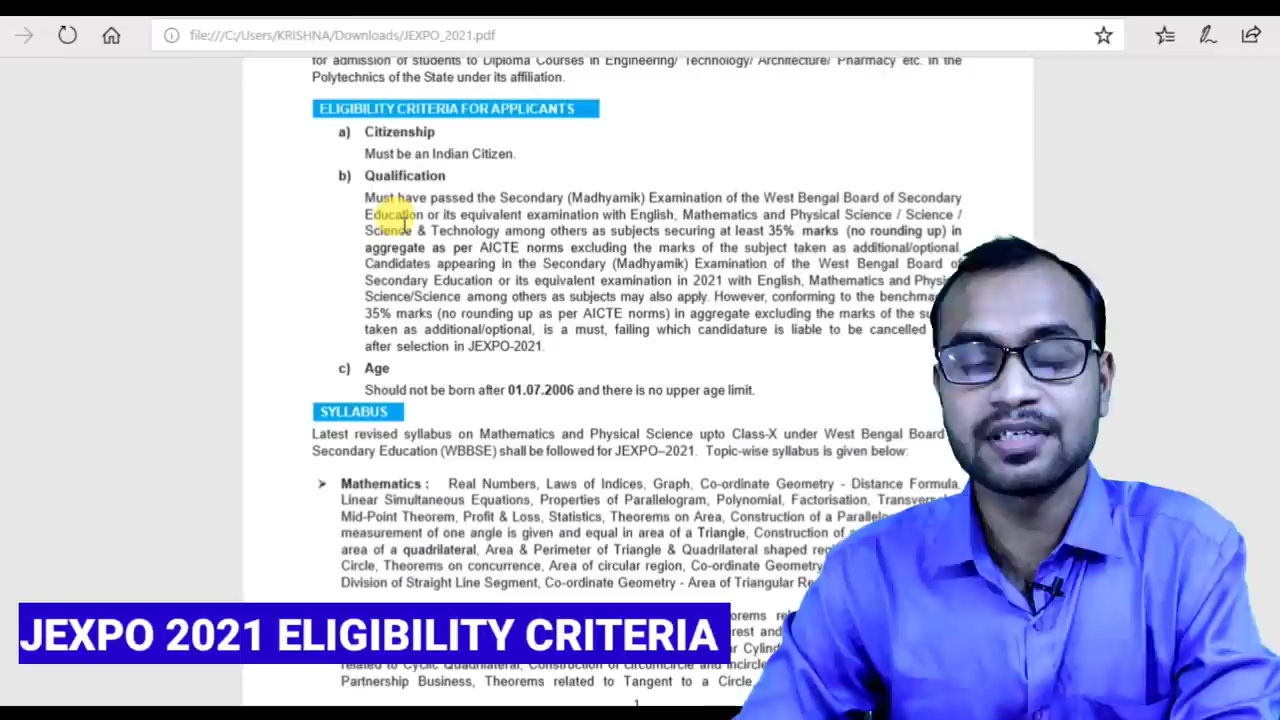 file:///C:/Users/KRISHNA/Downloads/JEXPO_2021.pdf
for admission of students to Diploma Courses in Engineering/ Technology/ Architecture/ Pharmacy etc. in the
Polytechnics of the State under its affiliation.
ELIGIBILITY CRITERIA FOR APPLICANTS
a) Citizenship
Must be an Indian Citizen.
b) Qualification
Must have passed the Secondary (Madhyamik) Examination of the West Bengal Board of Secondary
Education or its equivalent examination with English, Mathematics and Physical Science / Science /
Science & Technology among others as subjects securing at least 35% marks (no rounding up) in
aggregate as per AICTE norms excluding the marks of the subject taken as additional/optional.
Candidates appearing in the Secondary (Madhyamik) Examination of the West Bengal Board
Secondary Education or its equivalent examination in 2021 with English, Mathematics and
Science/Science among others as subjects may also apply. However, conforming to the
35% marks (no rounding up as per AICTE norms) in aggregate excluding the marks of the
taken as additional/optional, is a must, failing which candidature is liable to be cancelled
after selection in JEXPO-2021.
c) Age
Should not be born after 01.07.2006 and there is no upper age limit.
SYLLABUS
Latest revised syllabus on Mathematics and Physical Science upto Class-X under West Bengal Board
Secondary Education (WBBSE) shall be followed for JEXPO–2021. Topic-wise syllabus is given below:
➢ Mathematics : Real Numbers, Laws of Indices, Graph, Co-ordinate Geometry - Distance Formula,
Linear Simultaneous Equations, Properties of Parallelogram, Polynomial, Factorisation,
Mid-Point Theorem, Profit & Loss, Statistics, Theorems on Area, Construction of a
measurement of one angle is given and equal in area of a Triangle, Construction of
area of a quadrilateral, Area & Perimeter of Triangle & Quadrilateral shaped
Circle, Theorems on concurrence, Area of circular region, Co-ordinate Geometry
Division of Straight Line Segment, Co-ordinate Geometry - Area of Triangular
JEXPO 2021 ELIGIBILITY CRITERIA
related to Cyclic Quadrilateral, Construction of circumcircle and incircle
Partnership Business, Theorems related to Tangent to a Circle,
1